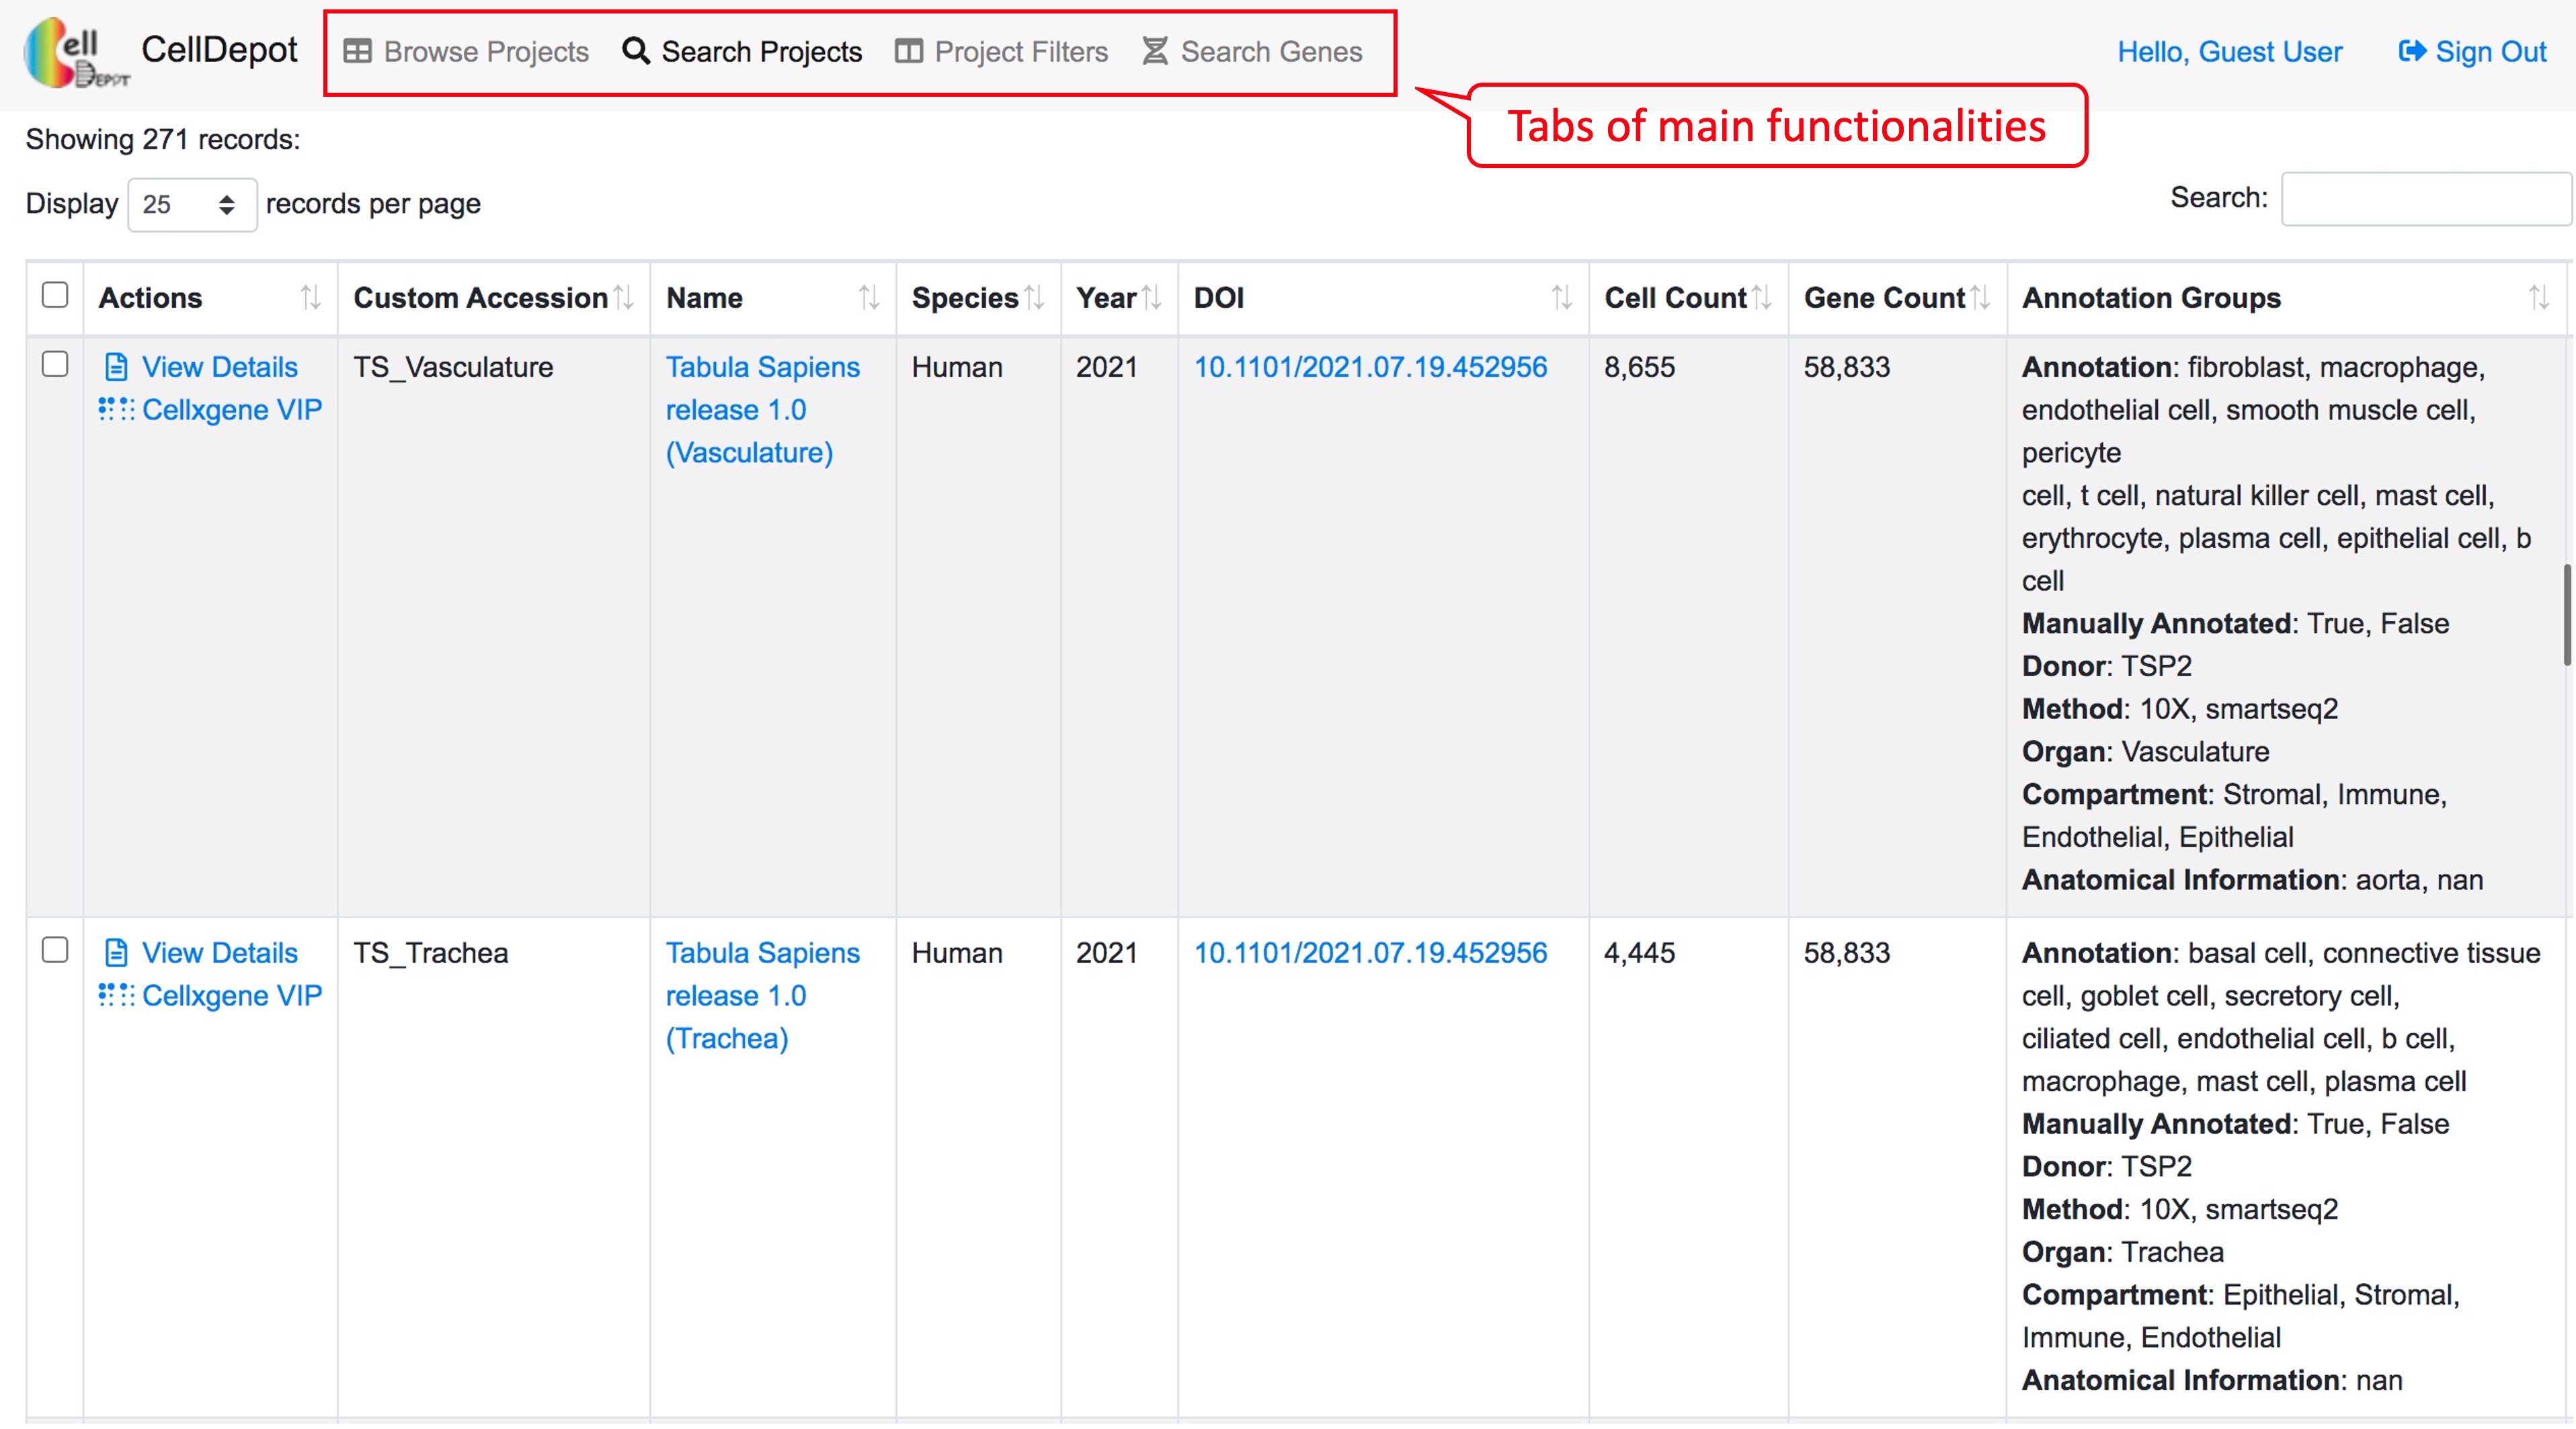 Cell Depot CellDepot Browse Projects Search Projects Project Filters Search Genes Hello, Guest User Sign Out
Tabs of main functionalities
Showing 271 records:
Display 25 records per page Search:
Actions Custom Accession Name Species Year DOI Cell Count Gene Count Annotation Groups
View Details TS_Vasculature Tabula Sapiens Human 2021 10.1101/2021.07.19.452956 8,655 58,833 Annotation: fibroblast, macrophage,
Cellxgene VIP release 1.0 endothelial cell, smooth muscle cell,
(Vasculature) pericyte
cell, t cell, natural killer cell, mast cell,
erythrocyte, plasma cell, epithelial cell, b
cell
Manually Annotated: True, False
Donor: TSP2
Method: 10X, smartseq2
Organ: Vasculature
Compartment: Stromal, Immune,
Endothelial, Epithelial
Anatomical Information: aorta, nan
View Details TS_Trachea Tabula Sapiens Human 2021 10.1101/2021.07.19.452956 4,445 58,833 Annotation: basal cell, connective tissue
Cellxgene VIP release 1.0 cell, goblet cell, secretory cell,
(Trachea) ciliated cell, endothelial cell, b cell,
macrophage, mast cell, plasma cell
Manually Annotated: True, False
Donor: TSP2
Method: 10X, smartseq2
Organ: Trachea
Compartment: Epithelial, Stromal,
Immune, Endothelial
Anatomical Information: nan